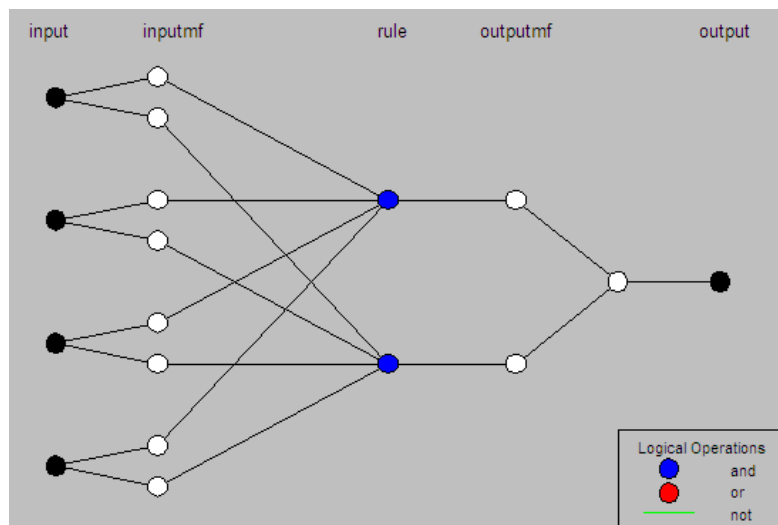 input inputmf rule outputmf output
Logical Operations
and
or
not